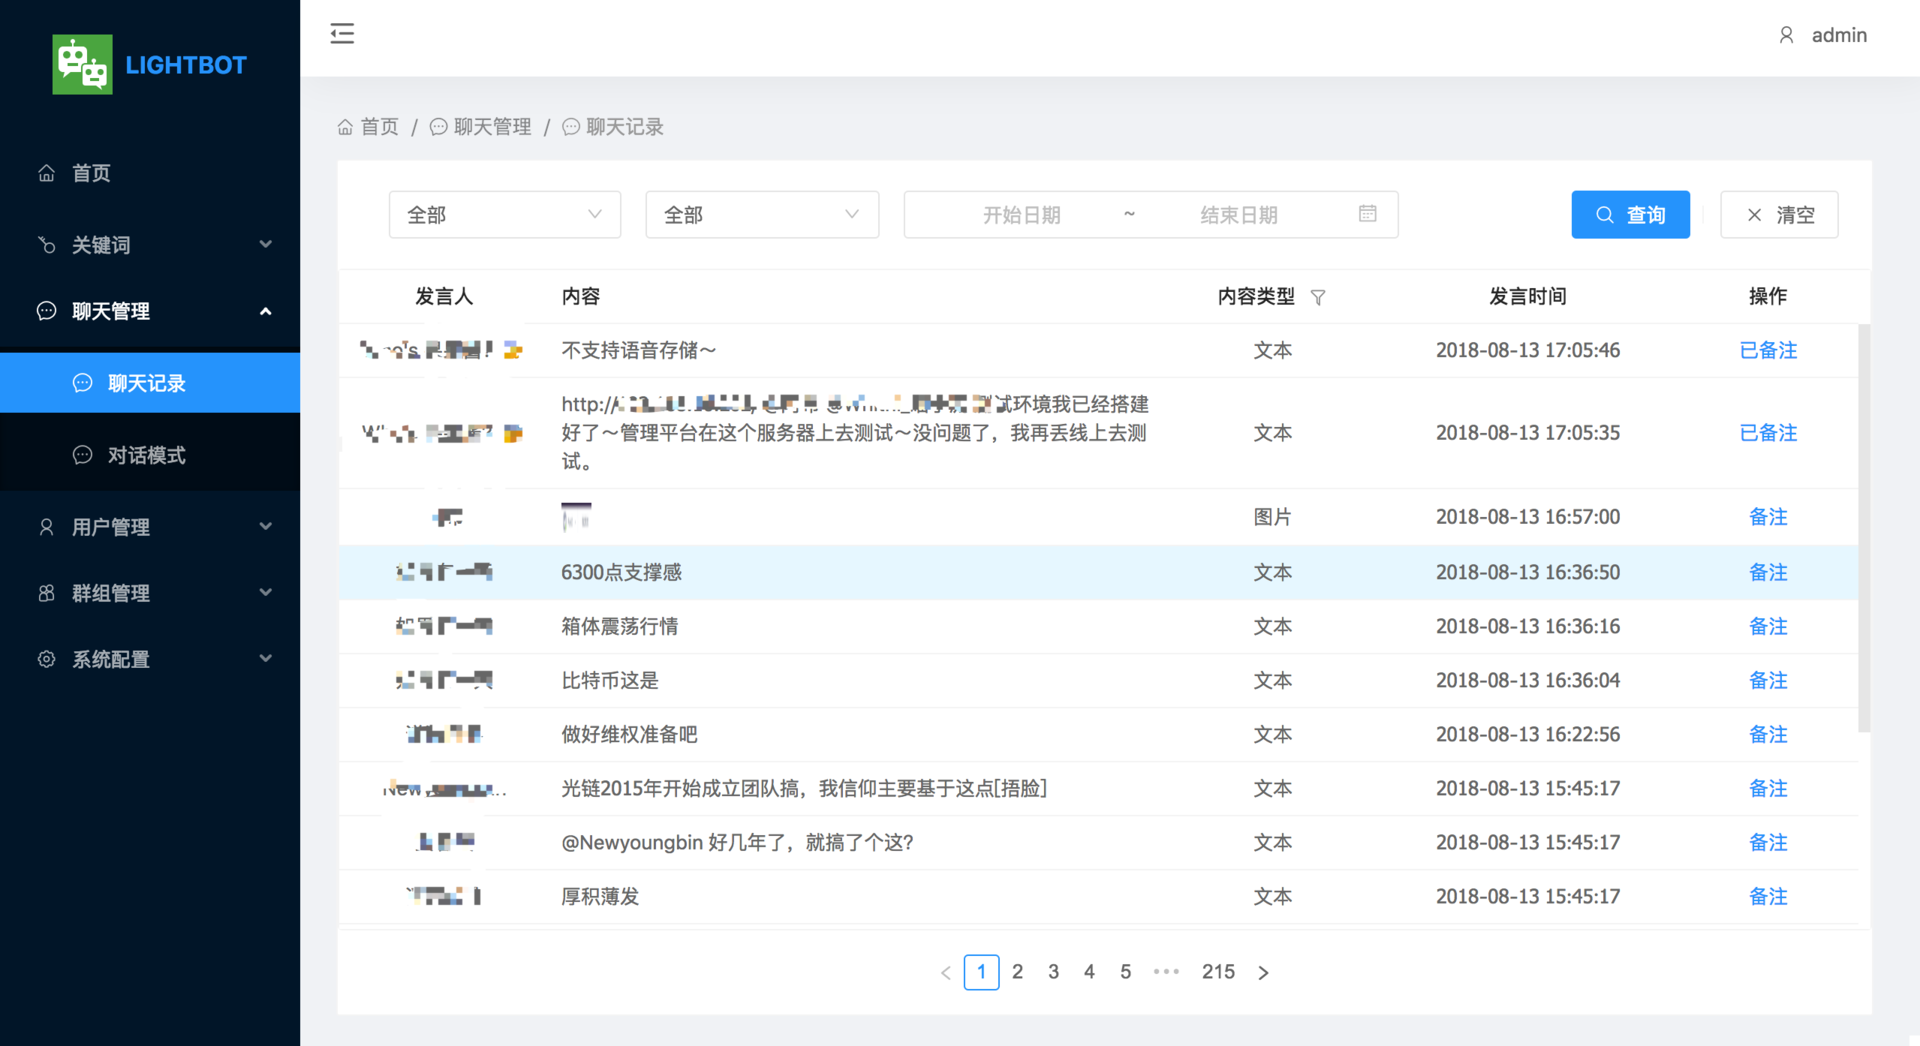 LIGHTBOT
admin
首页
关键词
聊天管理
聊天记录
对话模式
用户管理
群组管理
系统配置
首页 / 聊天管理 / 聊天记录
全部 全部 开始日期 ~ 结束日期 查询 清空
发言人 内容 内容类型 发言时间 操作
不支持语音存储～ 文本 2018-08-13 17:05:46 已备注
http:// 试环境我已经搭建
好了～管理平台在这个服务器上去测试～没问题了，我再丢线上去测
试。
文本 2018-08-13 17:05:35 已备注
图片 2018-08-13 16:57:00 备注
6300点支撑感 文本 2018-08-13 16:36:50 备注
箱体震荡行情 文本 2018-08-13 16:36:16 备注
比特币这是 文本 2018-08-13 16:36:04 备注
做好维权准备吧 文本 2018-08-13 16:22:56 备注
光链2015年开始成立团队搞，我信仰主要基于这点[捂脸] 文本 2018-08-13 15:45:17 备注
@Newyoungbin 好几年了，就搞了个这? 文本 2018-08-13 15:45:17 备注
厚积薄发 文本 2018-08-13 15:45:17 备注
< 1 2 3 4 5 ••• 215 >